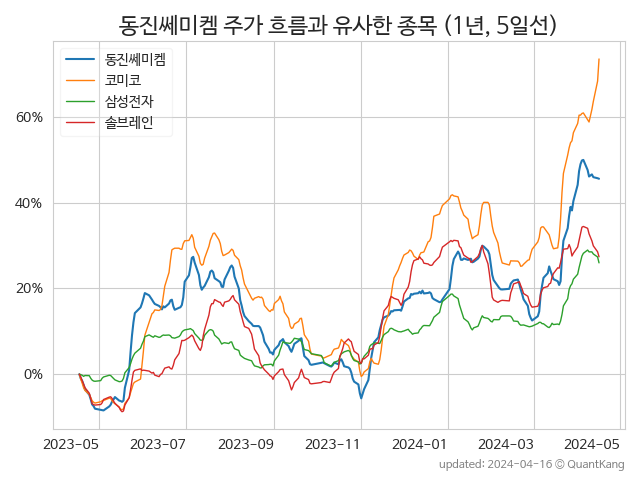 동진쎄미켐 주가 흐름과 유사한 종목 (1년, 5일선)
동진쎄미켐
코미코
삼성전자
솔브레인
60%
40%
20%
0%
2023-05 2023-07 2023-09 2023-11 2024-01 2024-03 2024-05
updated: 2024-04-16 © QuantKang